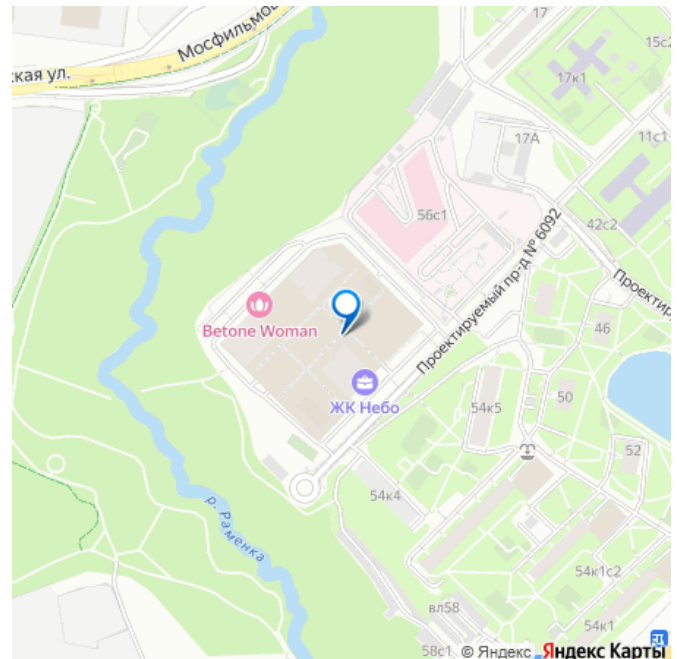 17
15с2
Мосфильмов
ская ул.
17к1
17А
11с1
56с1
42с2
Проектируемый пр-д № 6092
Проектир
Betone Woman
46
ЖК Небо
50
54к5
52
54к4
р. Раменка
54к1с2
вл58
54к1
58с1
© Яндекс Яндекс Карты